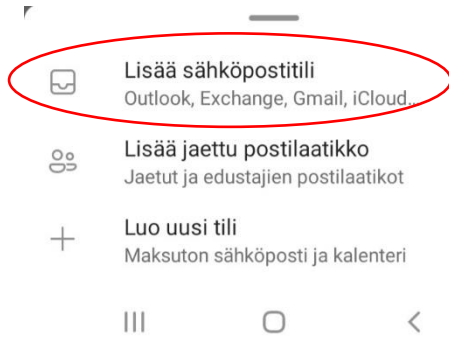 Lisää sähköpostitili
Outlook, Exchange, Gmail, iCloud...
Lisää jaettu postilaatikko
Jaetut ja edustajien postilaatikot
Luo uusi tili
Maksuton sähköposti ja kalenteri